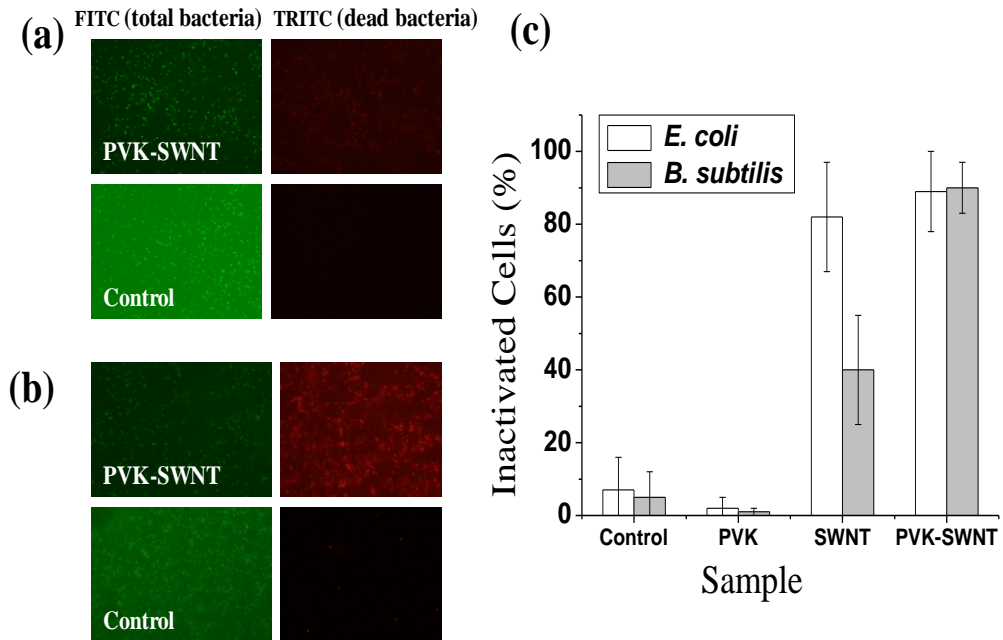 (a)
FITC (total bacteria) TRITC (dead bacteria)
PVK-SWNT
Control
(b)
PVK-SWNT
Control
(c)
E. coli
B. subtilis
Inactivated Cells (%)
100
80
60
40
20
0
Control PVK SWNT PVK-SWNT
Sample